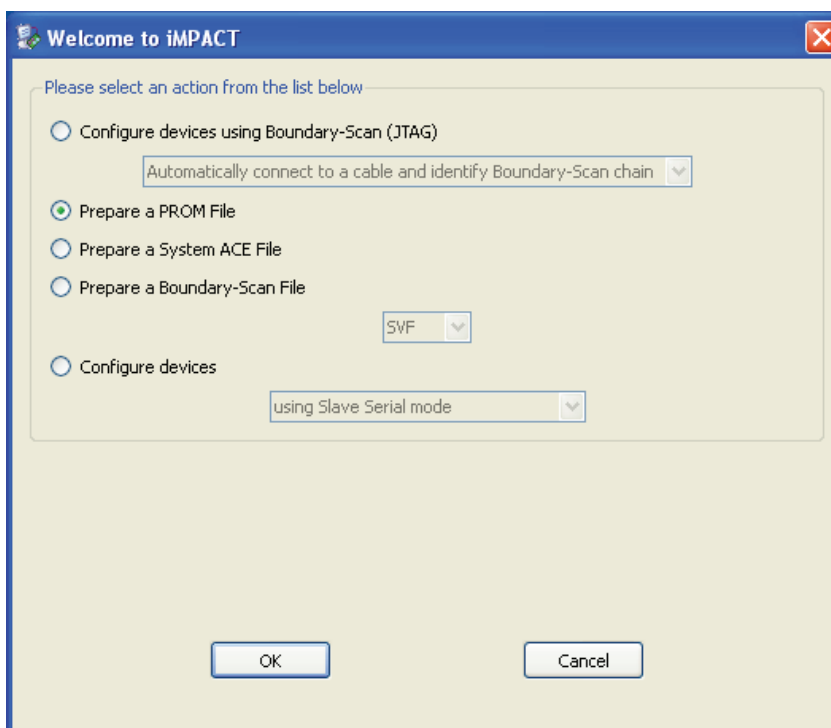 Welcome to iMPACT
Please select an action from the list below
Configure devices using Boundary-Scan (JTAG)
Automatically connect to a cable and identify Boundary-Scan chain
Prepare a PROM File
Prepare a System ACE File
Prepare a Boundary-Scan File
SVF
Configure devices
using Slave Serial mode
OK
Cancel